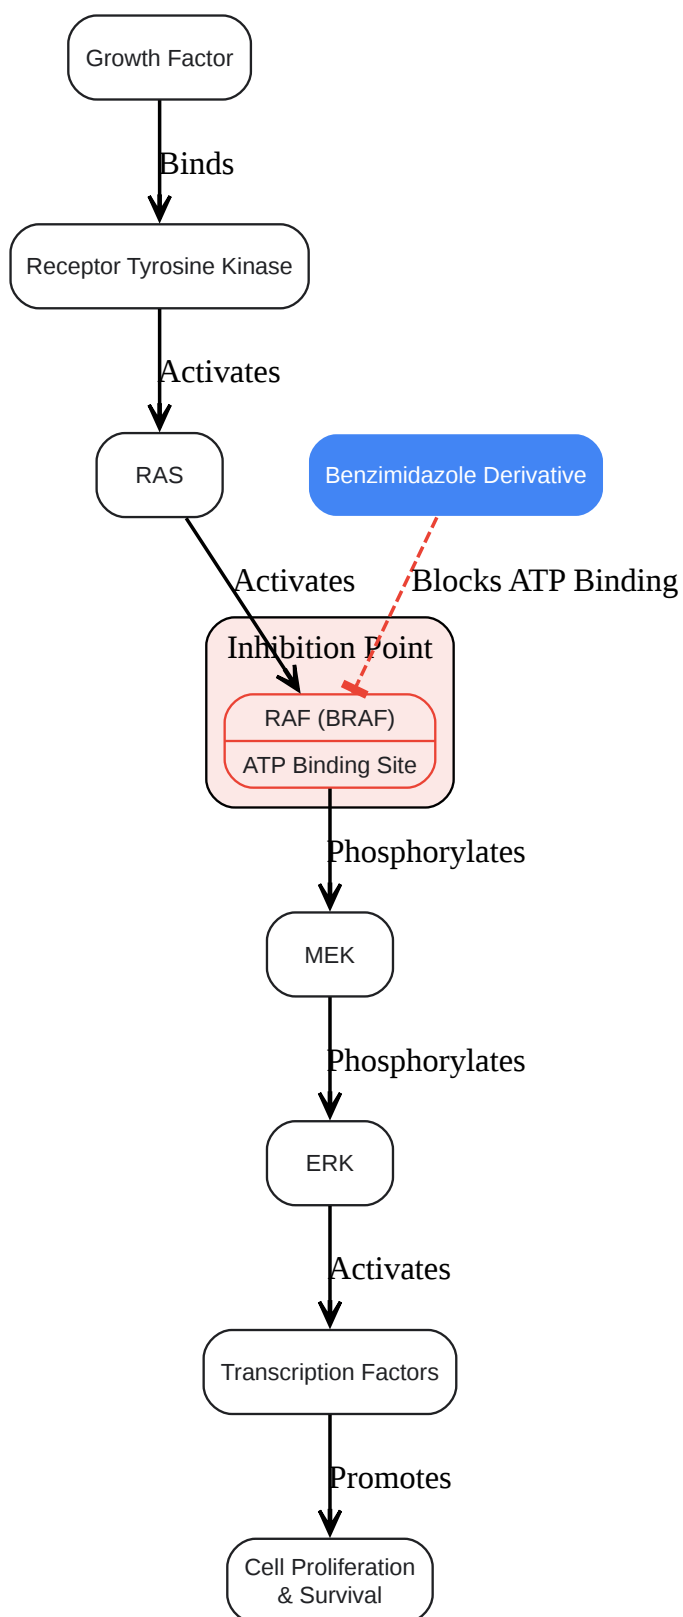 Growth Factor
Binds
Receptor Tyrosine Kinase
Activates
RAS
Benzimidazole Derivative
Activates
Blocks ATP Binding
Inhibition Point
RAF (BRAF)
ATP Binding Site
Phosphorylates
MEK
Phosphorylates
ERK
Activates
Transcription Factors
Promotes
Cell Proliferation
& Survival